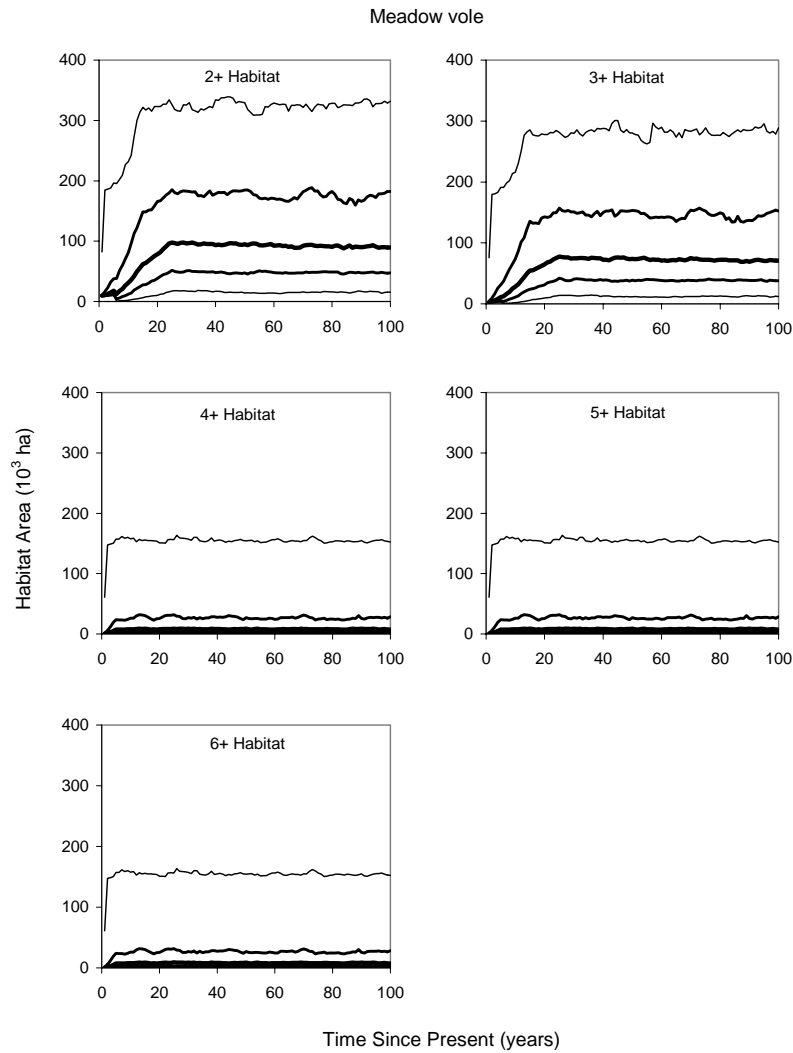 Meadow vole
2+ Habitat
400
300
200
100
0
0 20 40 60 80 100
3+ Habitat
400
300
200
100
0
0 20 40 60 80 100
4+ Habitat
400
300
200
100
0
0 20 40 60 80 100
5+ Habitat
400
300
200
100
0
0 20 40 60 80 100
6+ Habitat
400
300
200
100
0
0 20 40 60 80 100
Habitat Area (10³ ha)
Time Since Present (years)